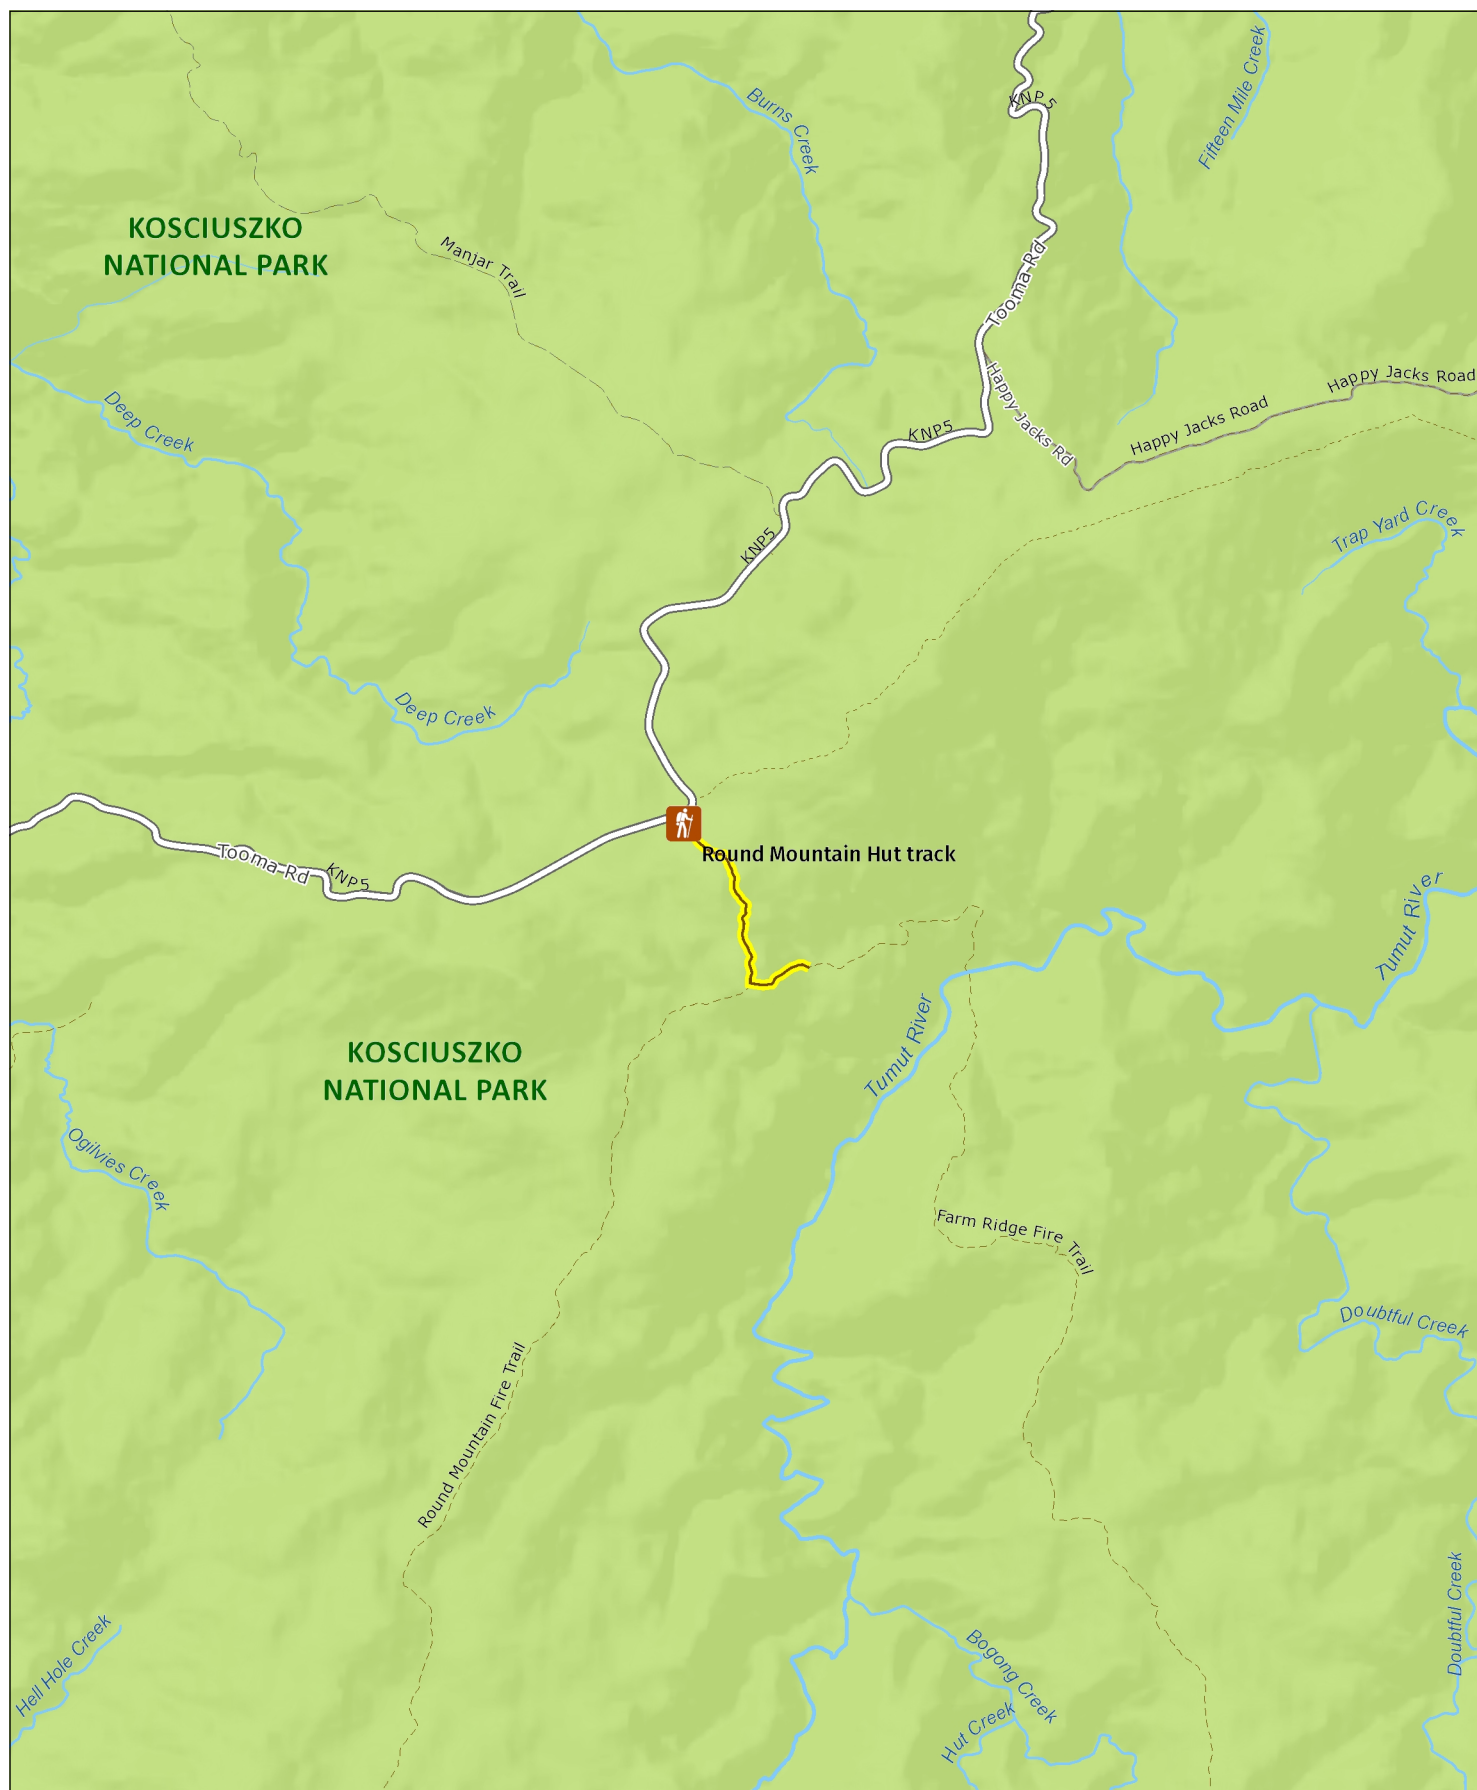 KNP 5
Fifteen Mile Creek
Burns Creek
KOSCIUSZKO
NATIONAL PARK
Manjar Trail
Tooma Rd
Happy Jacks Rd
Happy Jacks Road
Happy Jacks Road
Deep Creek
KNP5
Trap Yard Creek
KNP5
Deep Creek
Tooma Rd
KNP5
Round Mountain Hut track
Tumut River
Tumut River
KOSCIUSZKO
NATIONAL PARK
Ogilvies Creek
Farm Ridge Fire Trail
Doubtful Creek
Round Mountain Fire Trail
Doubtful Creek
Hell Hole Creek
Bogong Creek
Hut Creek